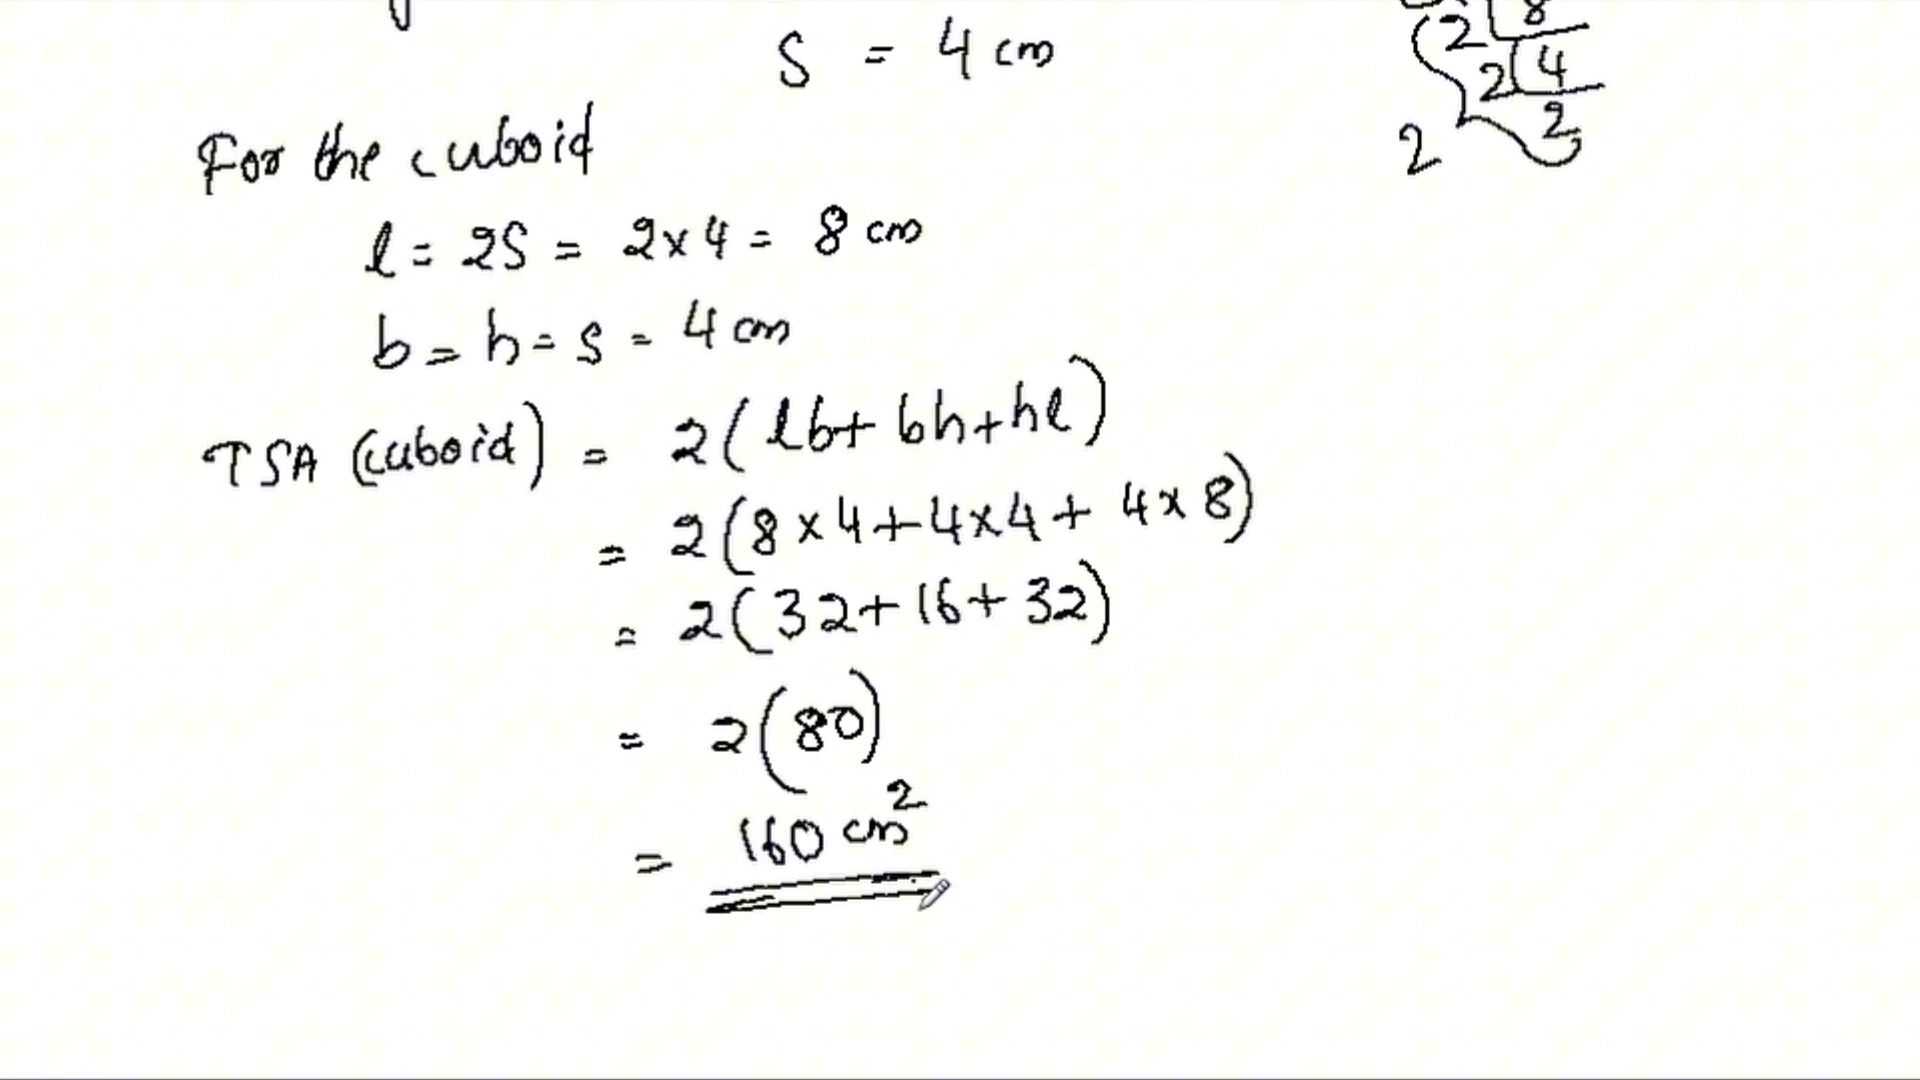 S = 4 cm
2 8
2 4
2
2
For the cuboid
l = 2S = 2x4 = 8 cm
b = h = s = 4 cm
TSA (cuboid) = 2(lb+ bh+hl)
= 2(8x4+4x4+ 4x8)
= 2(32+16+32)
= 2(80)
= 160 cm²